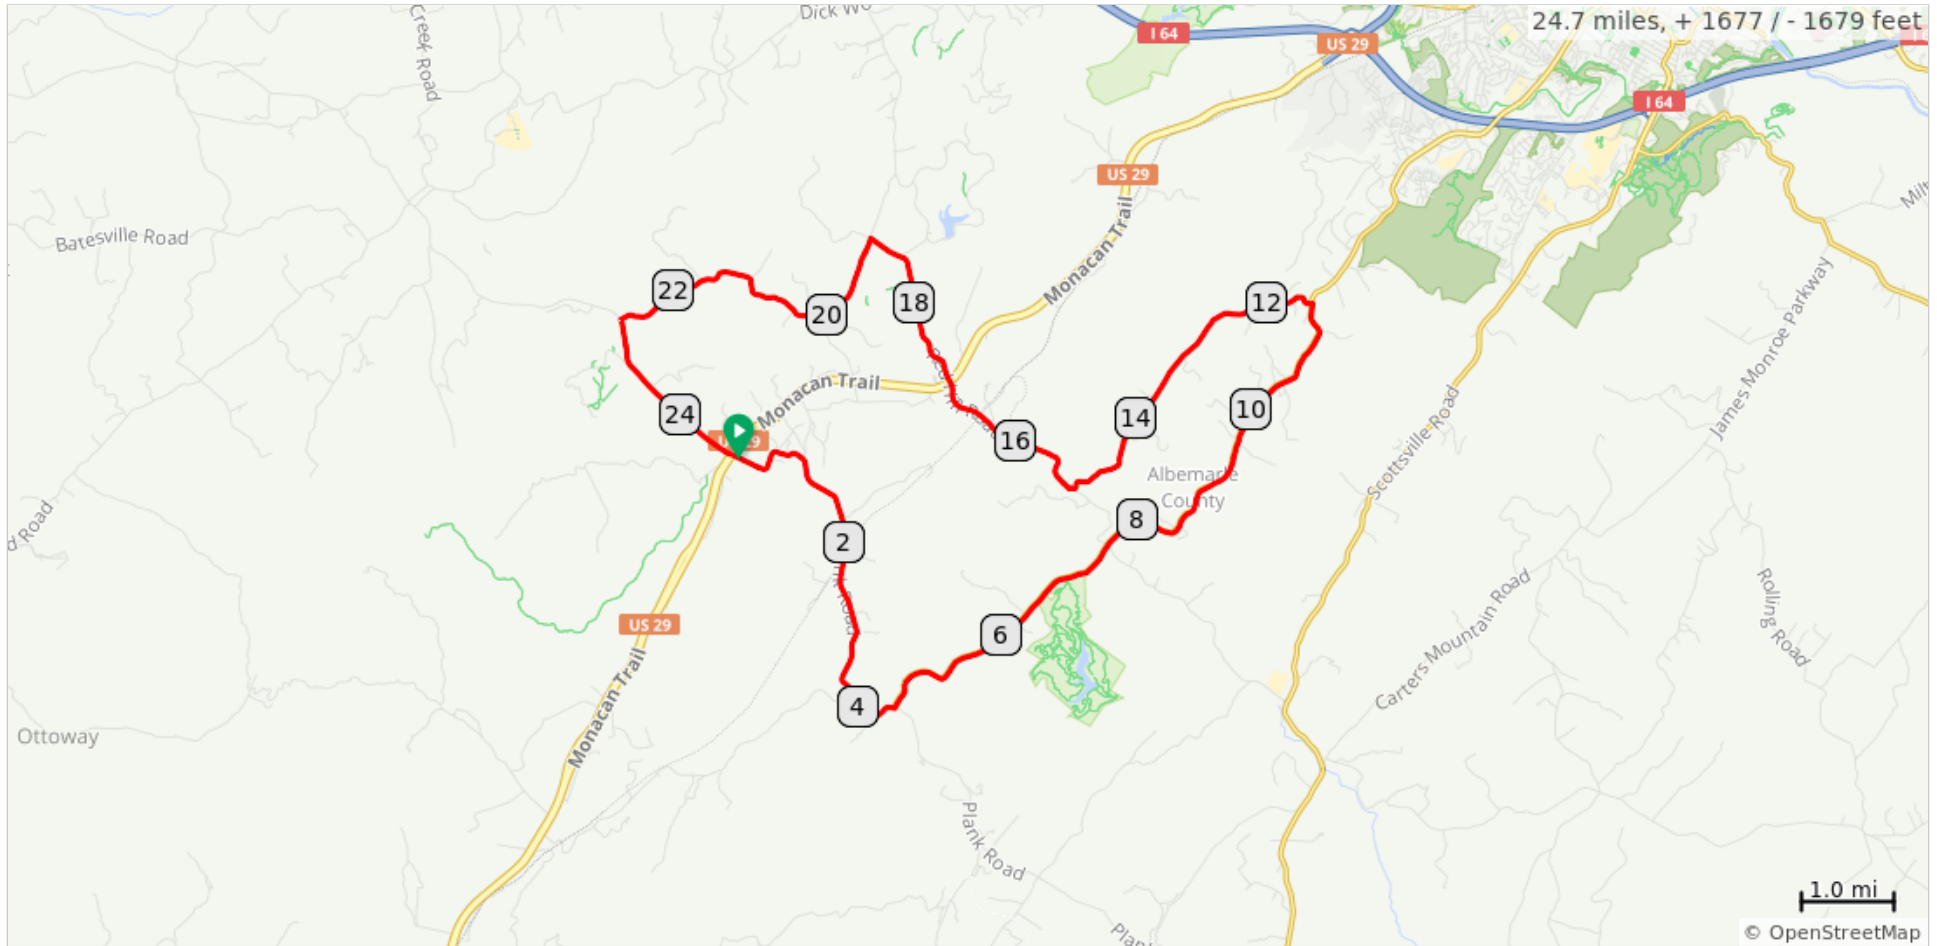 24.7 miles, + 1677 / - 1679 feet
Creek Road
I 64
US 29
I 64
US 29
Batesville Road
Monacan Trail
James Monroe Parkway
22
20
18
12
Monacan Trail
24
16
14
10
Scottsville Road
Albemarle
County
8
2
6
4
US 29
Monacan Trail
Carters Mountain Road
Rolling Road
Ottoway
Plank Road
1.0 mi
© OpenStreetMap